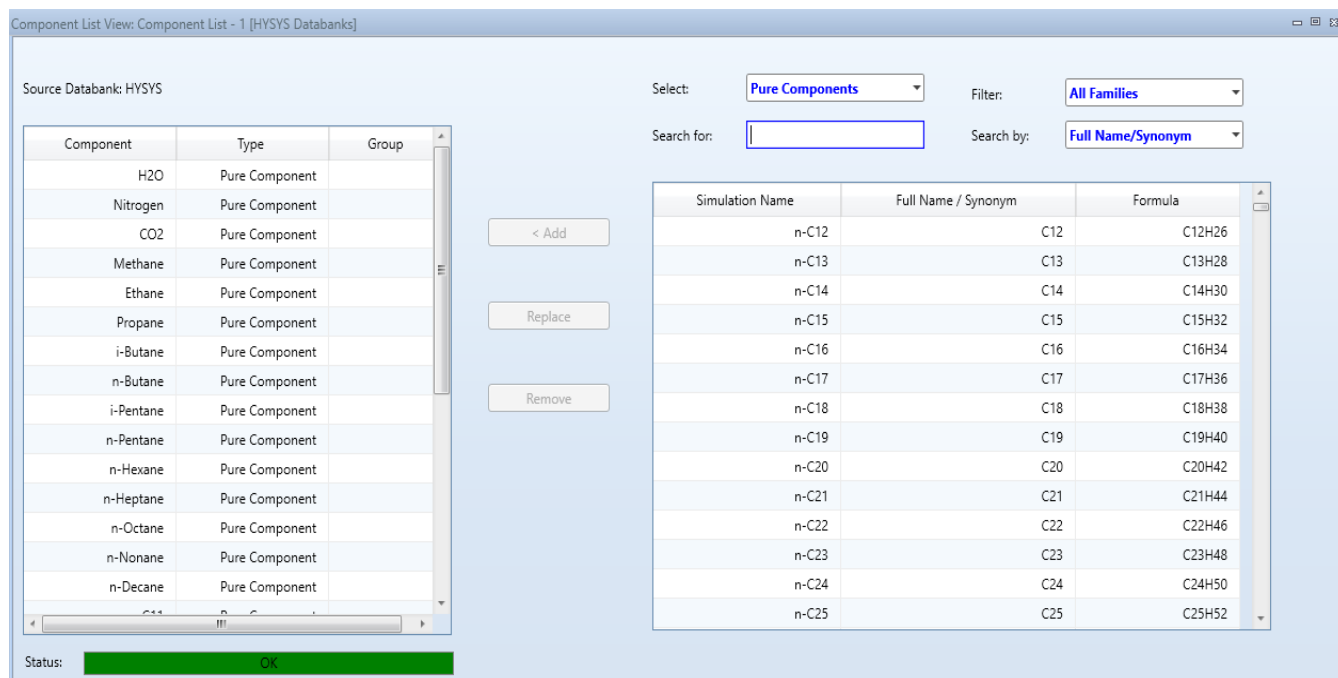 Component List View: Component List - 1 [HYSYS Databanks]
Source Databank: HYSYS
Select: Pure Components Filter: All Families
Search for: Search by: Full Name/Synonym
Component Type Group
H2O Pure Component
Nitrogen Pure Component
CO2 Pure Component
Methane Pure Component
Ethane Pure Component
Propane Pure Component
i-Butane Pure Component
n-Butane Pure Component
i-Pentane Pure Component
n-Pentane Pure Component
n-Hexane Pure Component
n-Heptane Pure Component
n-Octane Pure Component
n-Nonane Pure Component
n-Decane Pure Component
< Add
Replace
Remove
Simulation Name Full Name / Synonym Formula
n-C12 C12 C12H26
n-C13 C13 C13H28
n-C14 C14 C14H30
n-C15 C15 C15H32
n-C16 C16 C16H34
n-C17 C17 C17H36
n-C18 C18 C18H38
n-C19 C19 C19H40
n-C20 C20 C20H42
n-C21 C21 C21H44
n-C22 C22 C22H46
n-C23 C23 C23H48
n-C24 C24 C24H50
n-C25 C25 C25H52
Status: OK